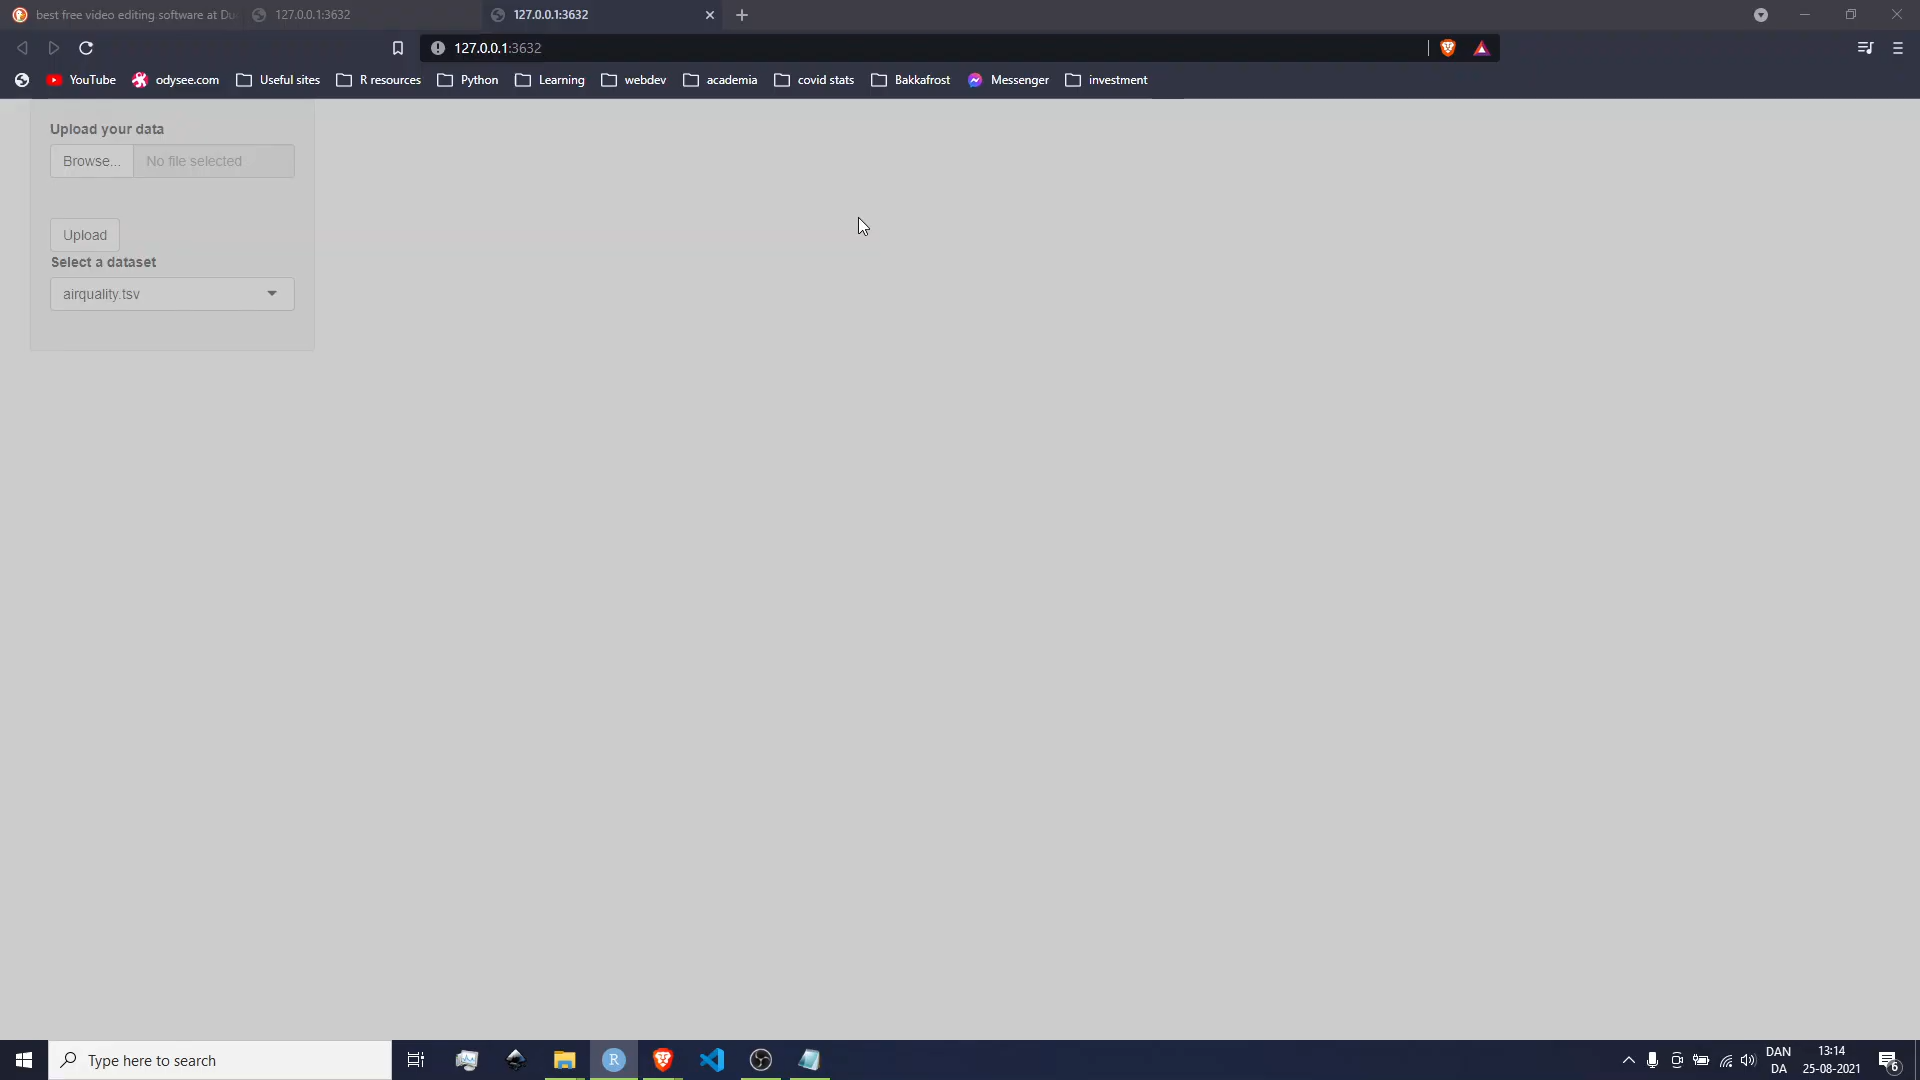 best free video editing software at Du
127.0.0.1:3632
127.0.0.1:3632
127.0.0.1:3632
YouTube
odysee.com
Useful sites
R resources
Python
Learning
webdev
academia
covid stats
Bakkafrost
Messenger
investment
Upload your data
Browse...
No file selected
Upload
Select a dataset
airquality.tsv
Type here to search
R
DAN
DA
13:14
25-08-2021
6